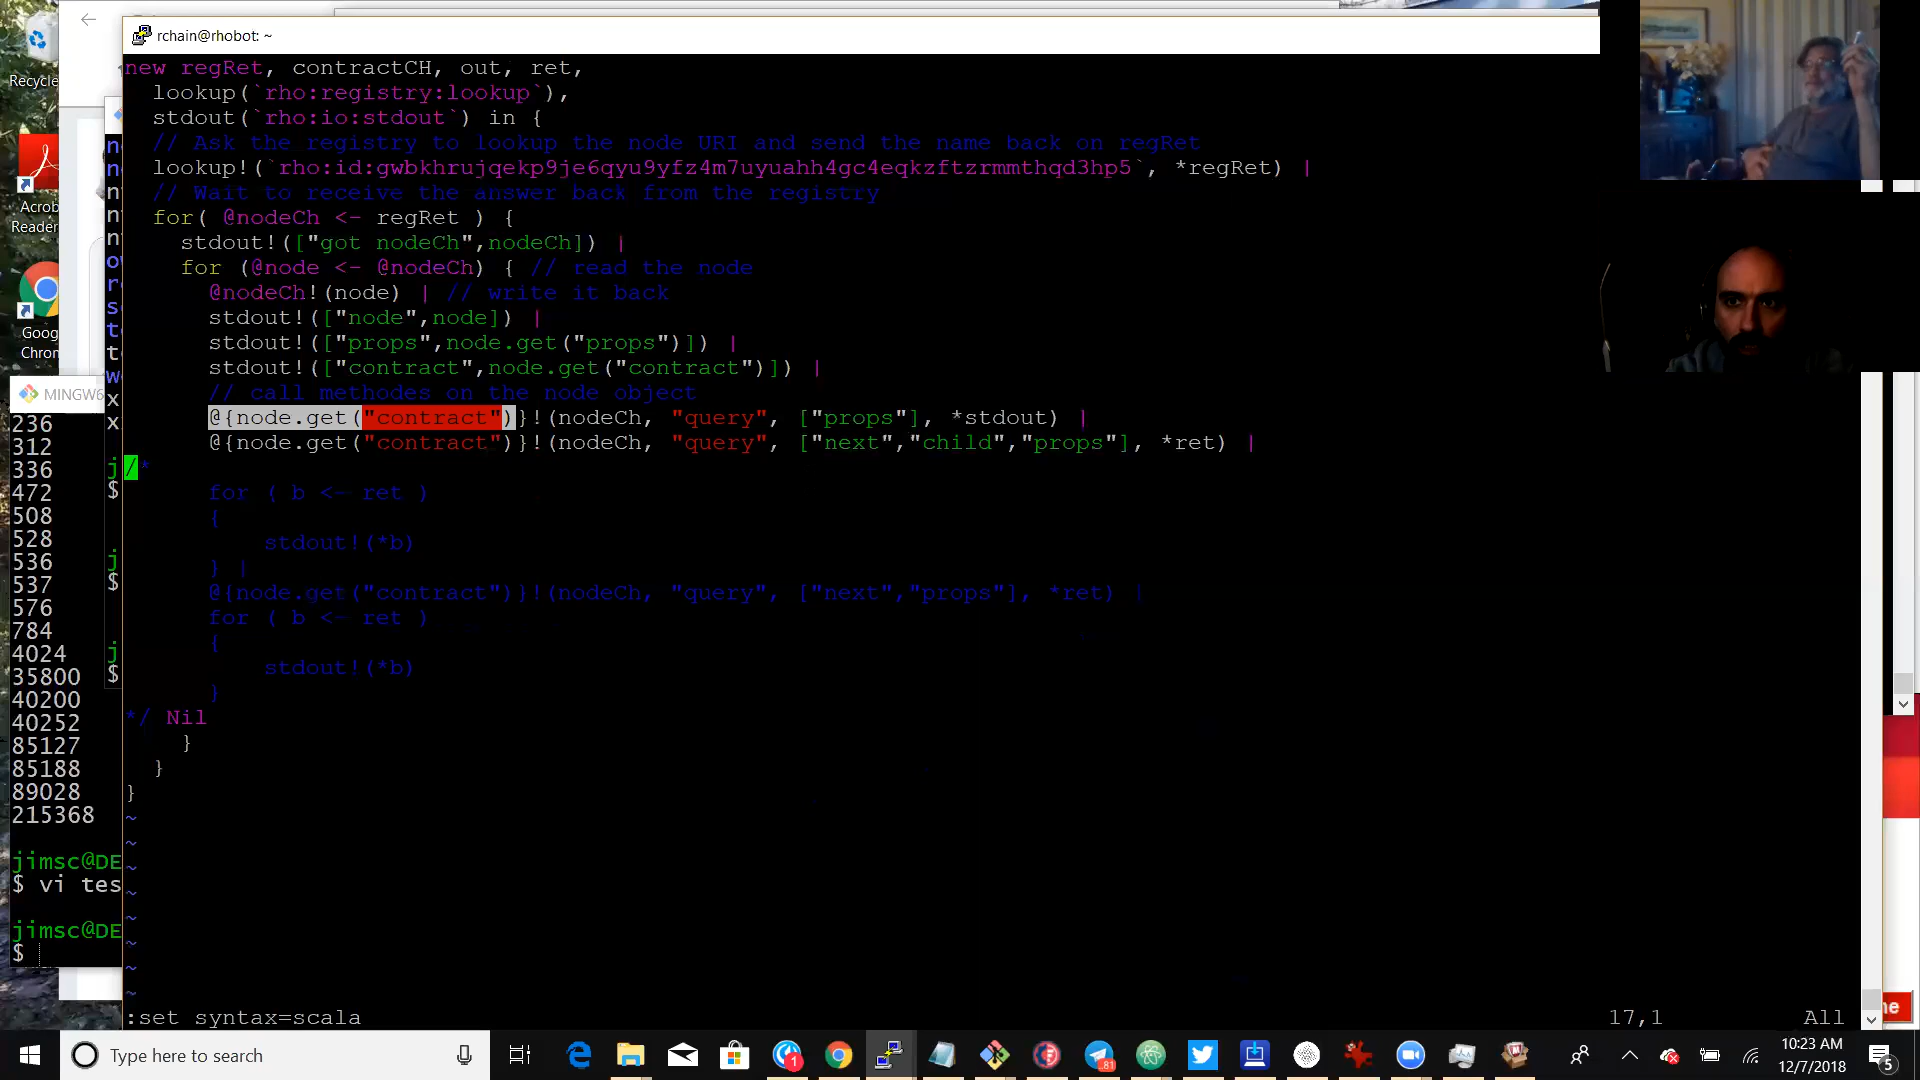 rchain@rhobot: ~
new regRet, contractCH, out, ret,
lookup(`rho:registry:lookup`),
stdout(`rho:io:stdout`) in {
// Ask the registry to lookup the node URI and send the name back on regRet
lookup!(`rho:id:gwbkhrujqekp9je6qyu9yfz4m7uyuahh4gc4eqkzftzrmmthqd3hp5`, *regRet) |
// Wait to receive the answer back from the registry
for( @nodeCh <- regRet ) {
stdout!(["got nodeCh",nodeCh]) |
for (@node <- @nodeCh) { // read the node
@nodeCh!(node) | // write it back
stdout!(["node",node]) |
stdout!(["props",node.get("props")]) |
stdout!(["contract",node.get("contract")]) |
// call methodes on the node object
@{node.get("contract")}!(nodeCh, "query", ["props"], *stdout) |
@{node.get("contract")}!(nodeCh, "query", ["next","child","props"], *ret) |
/*
for ( b <- ret )
{
stdout!(*b)
} |
@{node.get("contract")}!(nodeCh, "query", ["next","props"], *ret) |
for ( b <- ret )
{
stdout!(*b)
}
*/ Nil
}
}
}
~
~
~
~
~
~
~
~
:set syntax=scala
17,1
All
Recycle
Acrob
Reader
Goog
Chrom
MINGW6
236
312
336
472
508
528
536
537
576
784
4024
35800
40200
40252
85127
85188
89028
215368
jimsc@DE
$ vi tes
jimsc@DE
$
Type here to search
1
81
10:23 AM
12/7/2018
5